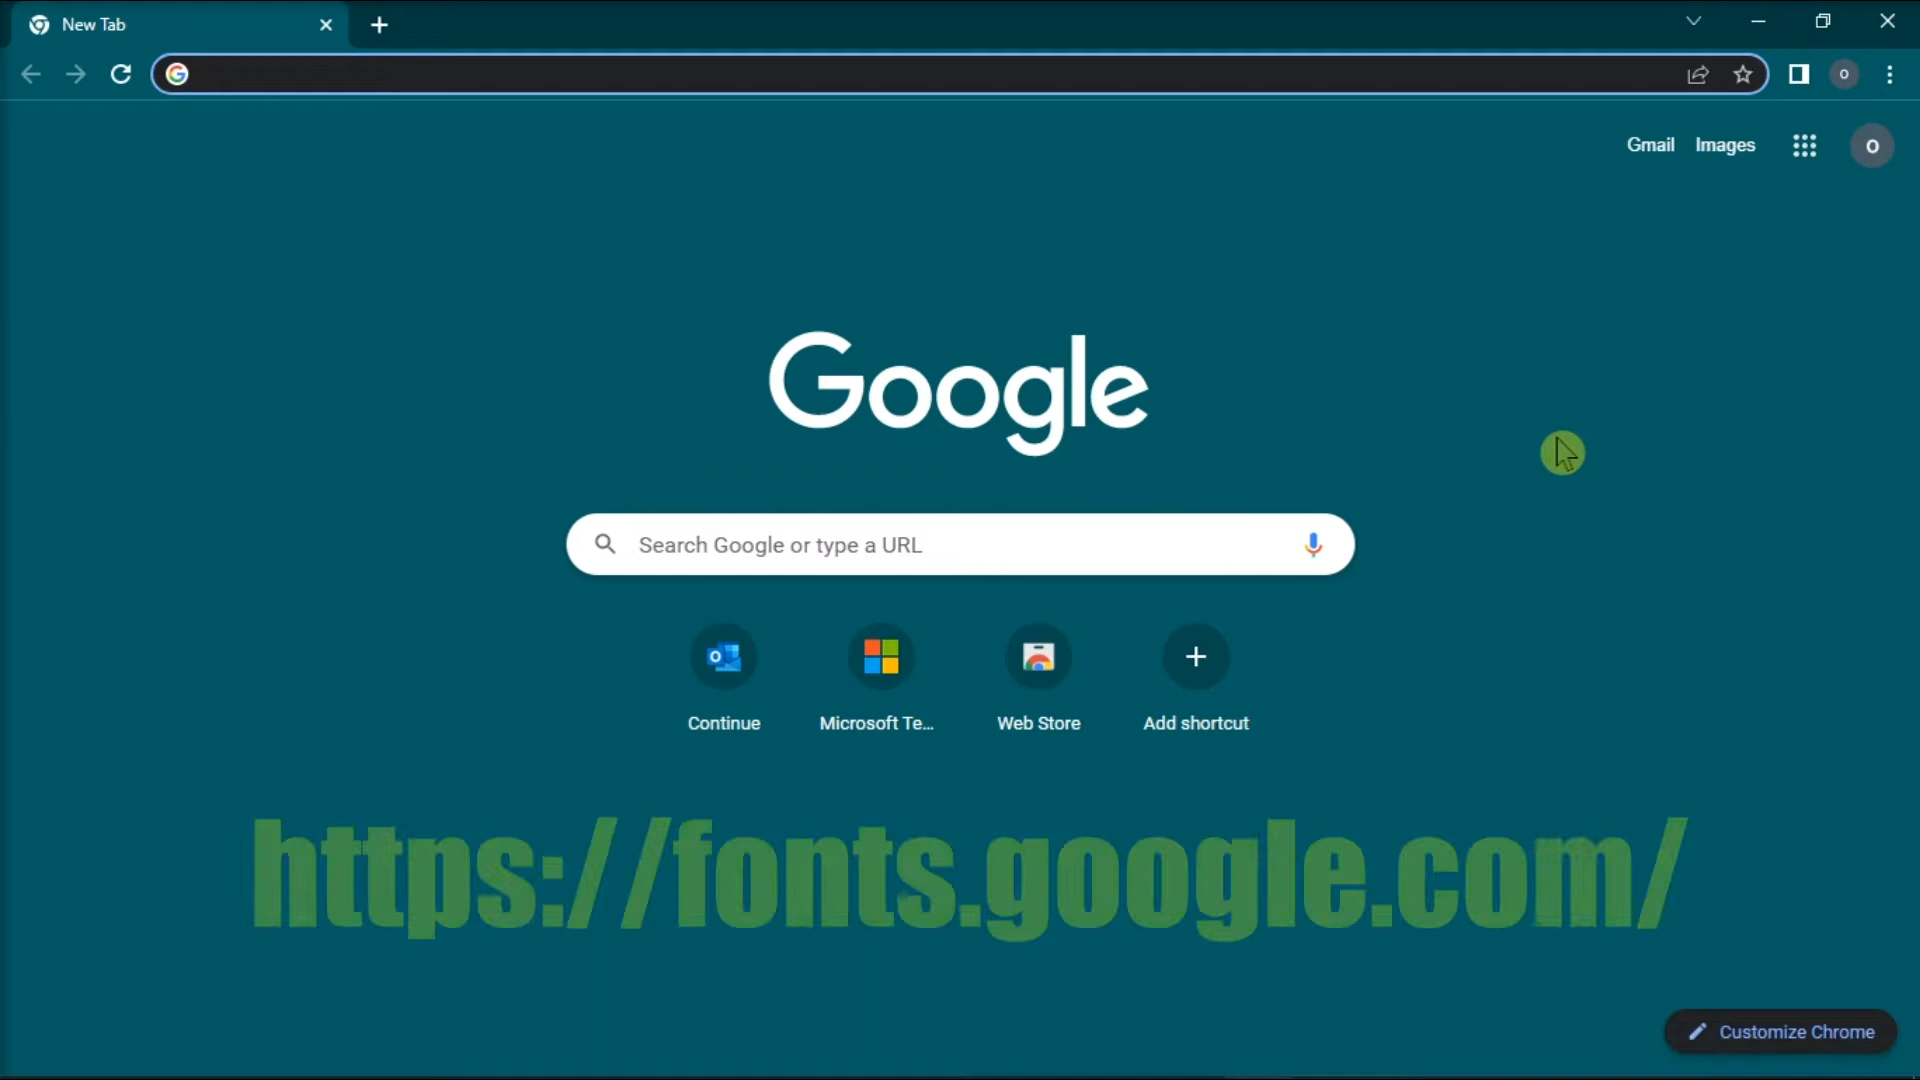 New Tab
O
Gmail Images
O
Google
Search Google or type a URL
Continue Microsoft Te... Web Store Add shortcut
https://fonts.google.com/
Customize Chrome